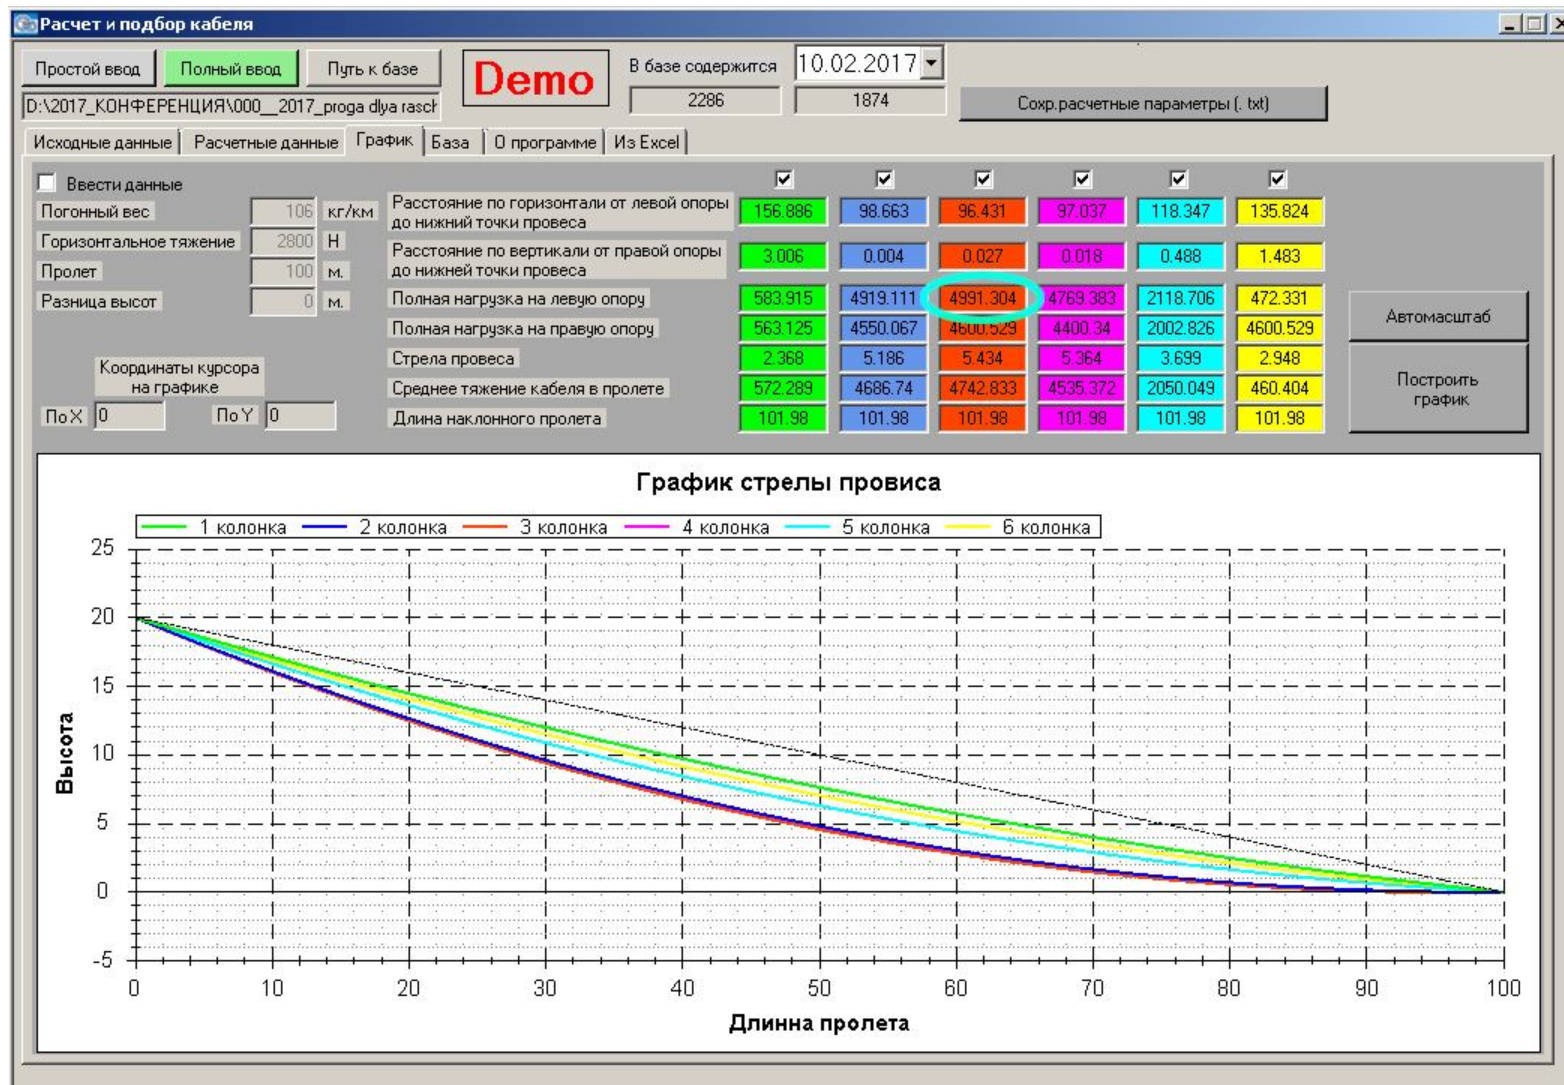 Расчет и подбор кабеля
Простой ввод Полный ввод Путь к базе Demo В базе содержится 10.02.2017
D:\2017_КОНФЕРЕНЦИЯ\000__2017_proga dlya rasch 2286 1874 Сохр.расчетные параметры (. txt)
Исходные данные Расчетные данные График База О программе Из Excel
Ввести данные
Погонный вес 106 кг/км
Горизонтальное тяжение 2800 Н
Пролет 100 м.
Разница высот 0 м.
Координаты курсора
на графике
По X 0 По Y 0
Расстояние по горизонтали от левой опоры
до нижний точки провеса 156.886 98.663 96.431 97.037 118.347 135.824
Расстояние по вертикали от правой опоры
до нижней точки провеса 3.006 0.004 0.027 0.018 0.488 1.483
Полная нагрузка на левую опору 583.915 4919.111 4991.304 4769.383 2118.706 472.331
Полная нагрузка на правую опору 563.125 4550.067 4600.529 4400.34 2002.826 4600.529
Стрела провеса 2.368 5.186 5.434 5.364 3.699 2.948
Среднее тяжение кабеля в пролете 572.289 4686.74 4742.833 4535.372 2050.049 460.404
Длина наклонного пролета 101.98 101.98 101.98 101.98 101.98 101.98
Автомасштаб
Построить
график
График стрелы провиса
1 колонка 2 колонка 3 колонка 4 колонка 5 колонка 6 колонка
25
20
15
10
5
0
-5
Высота
0 10 20 30 40 50 60 70 80 90 100
Длинна пролета